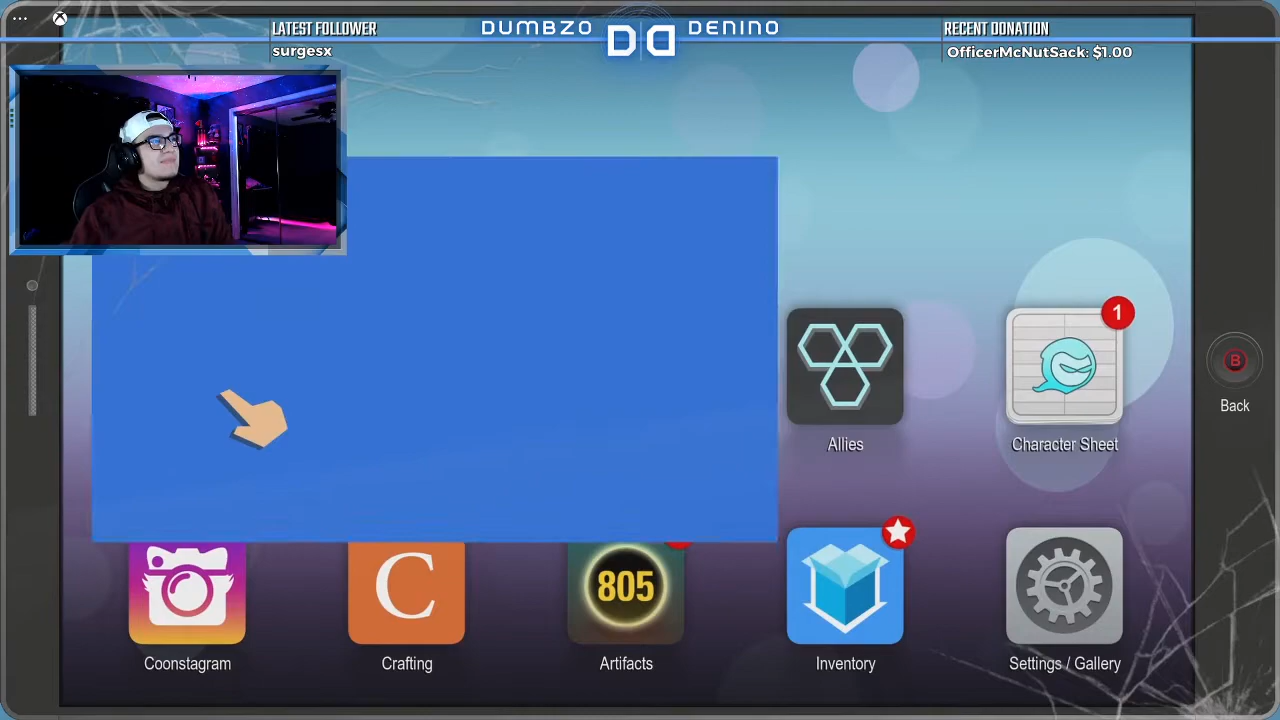 LATEST FOLLOWER
surgesx
DUMBZO DD DENINO
RECENT DONATION
OfficerMcNutSack: $1.00
1
Allies
Character Sheet
B
Back
C
805
Coonstagram
Crafting
Artifacts
Inventory
Settings / Gallery